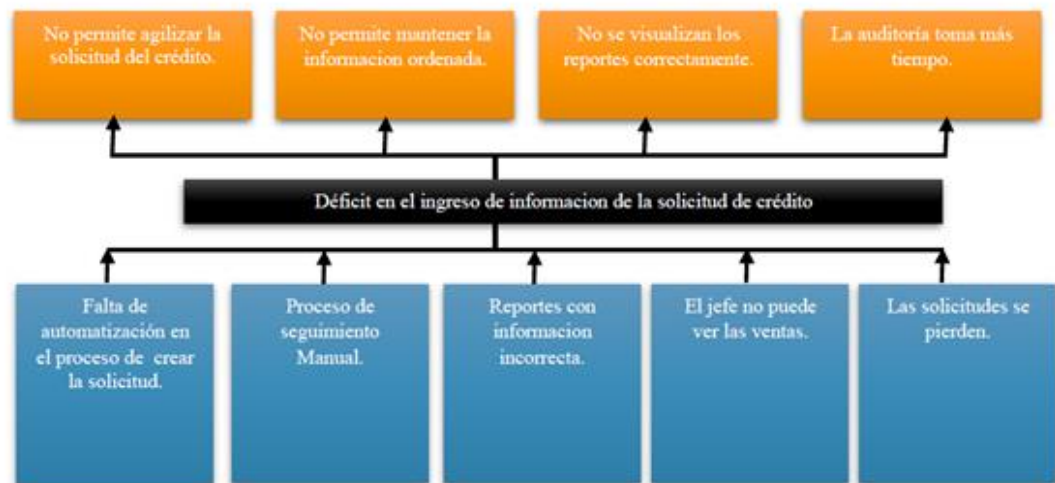 No permite agilizar la
solicitud del crédito.
No permite mantener la
informacion ordenada.
No se visualizan los
reportes correctamente.
La auditoría toma más
tiempo.
Déficit en el ingreso de informacion de la solicitud de crédito
Falta de
automatización en
el proceso de crear
la solicitud.
Proceso de
seguimiento
Manual.
Reportes con
informacion
incorrecta.
El jefe no puede
ver las ventas.
Las solicitudes se
pierden.